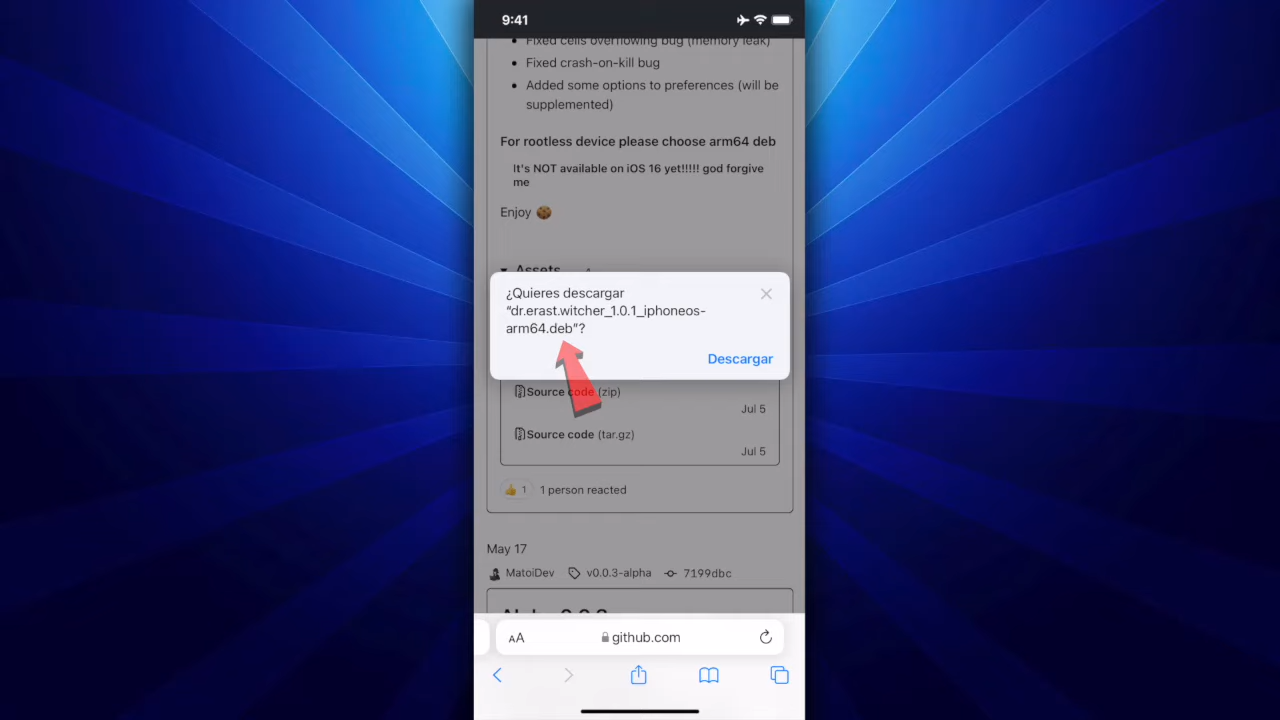 9:41
Fixed cells overflowing bug (memory leak)
Fixed crash-on-kill bug
Added some options to preferences (will be
supplemented)
For rootless device please choose arm64 deb
It's NOT available on iOS 16 yet!!!!! god forgive
me
Enjoy 🍪
Assets
¿Quieres descargar
“dr.erast.witcher_1.0.1_iphoneos-
arm64.deb”?
Descargar
Source code (zip)
Jul 5
Source code (tar.gz)
Jul 5
👍 1 1 person reacted
May 17
MatoiDev v0.0.3-alpha 7199dbc
AA github.com